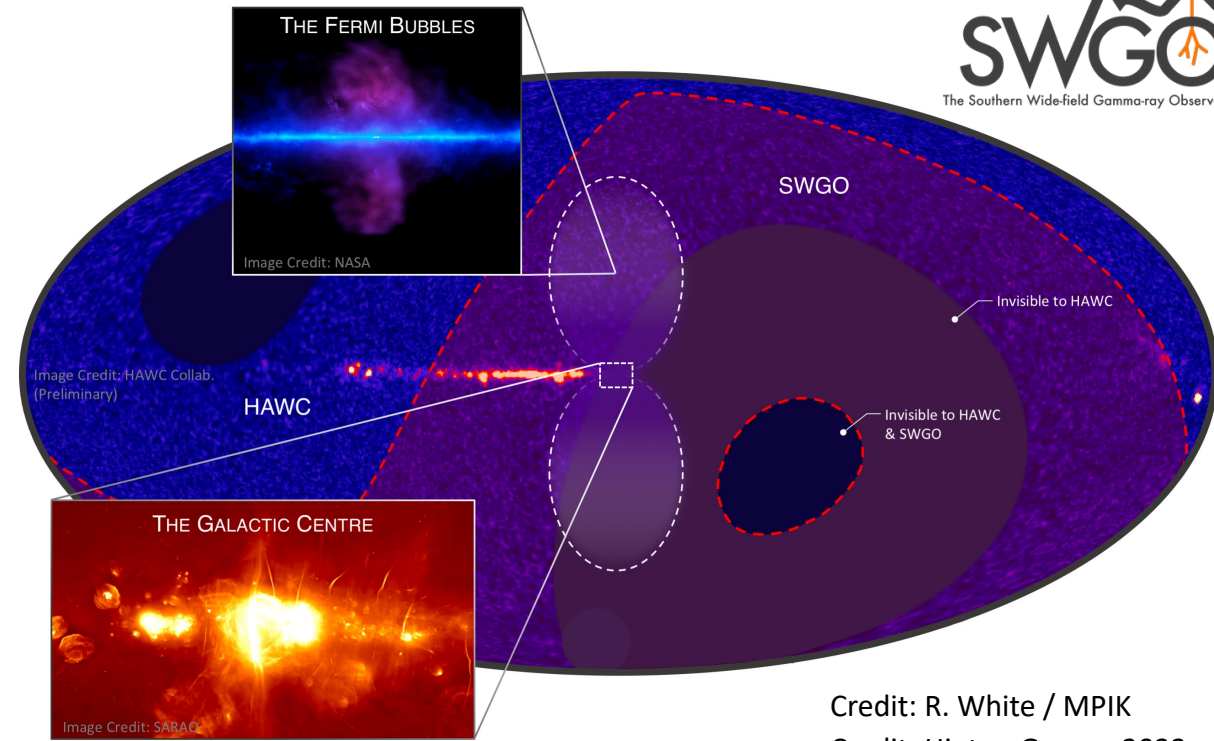 THE FERMI BUBBLES
Image Credit: NASA
SWGO
The Southern Wide-field Gamma-ray
SWGO
Invisible to HAWC
Image Credit: HAWC Collab.
(Preliminary)
HAWC
Invisible to HAWC
& SWGO
THE GALACTIC CENTRE
Image Credit: SARAO
Credit: R. White / MPIK